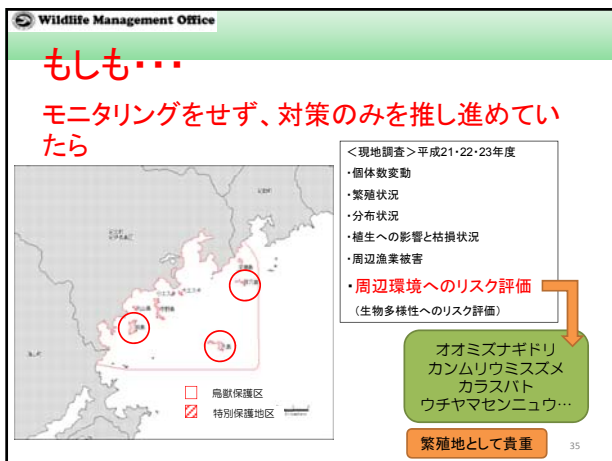 Wildlife Management Office
もしも・・・
モニタリングをせず、対策のみを推し進めてい
たら
＜現地調査＞平成21・22・23年度
・個体数変動
・繁殖状況
・分布状況
・植生への影響と枯損状況
・周辺漁業被害
・周辺環境へのリスク評価
（生物多様性へのリスク評価）
鳥獣保護区
特別保護地区
オオミズナギドリ
カンムリウミスズメ
カラスバト
ウチヤマセンニュウ…
繁殖地として貴重
35